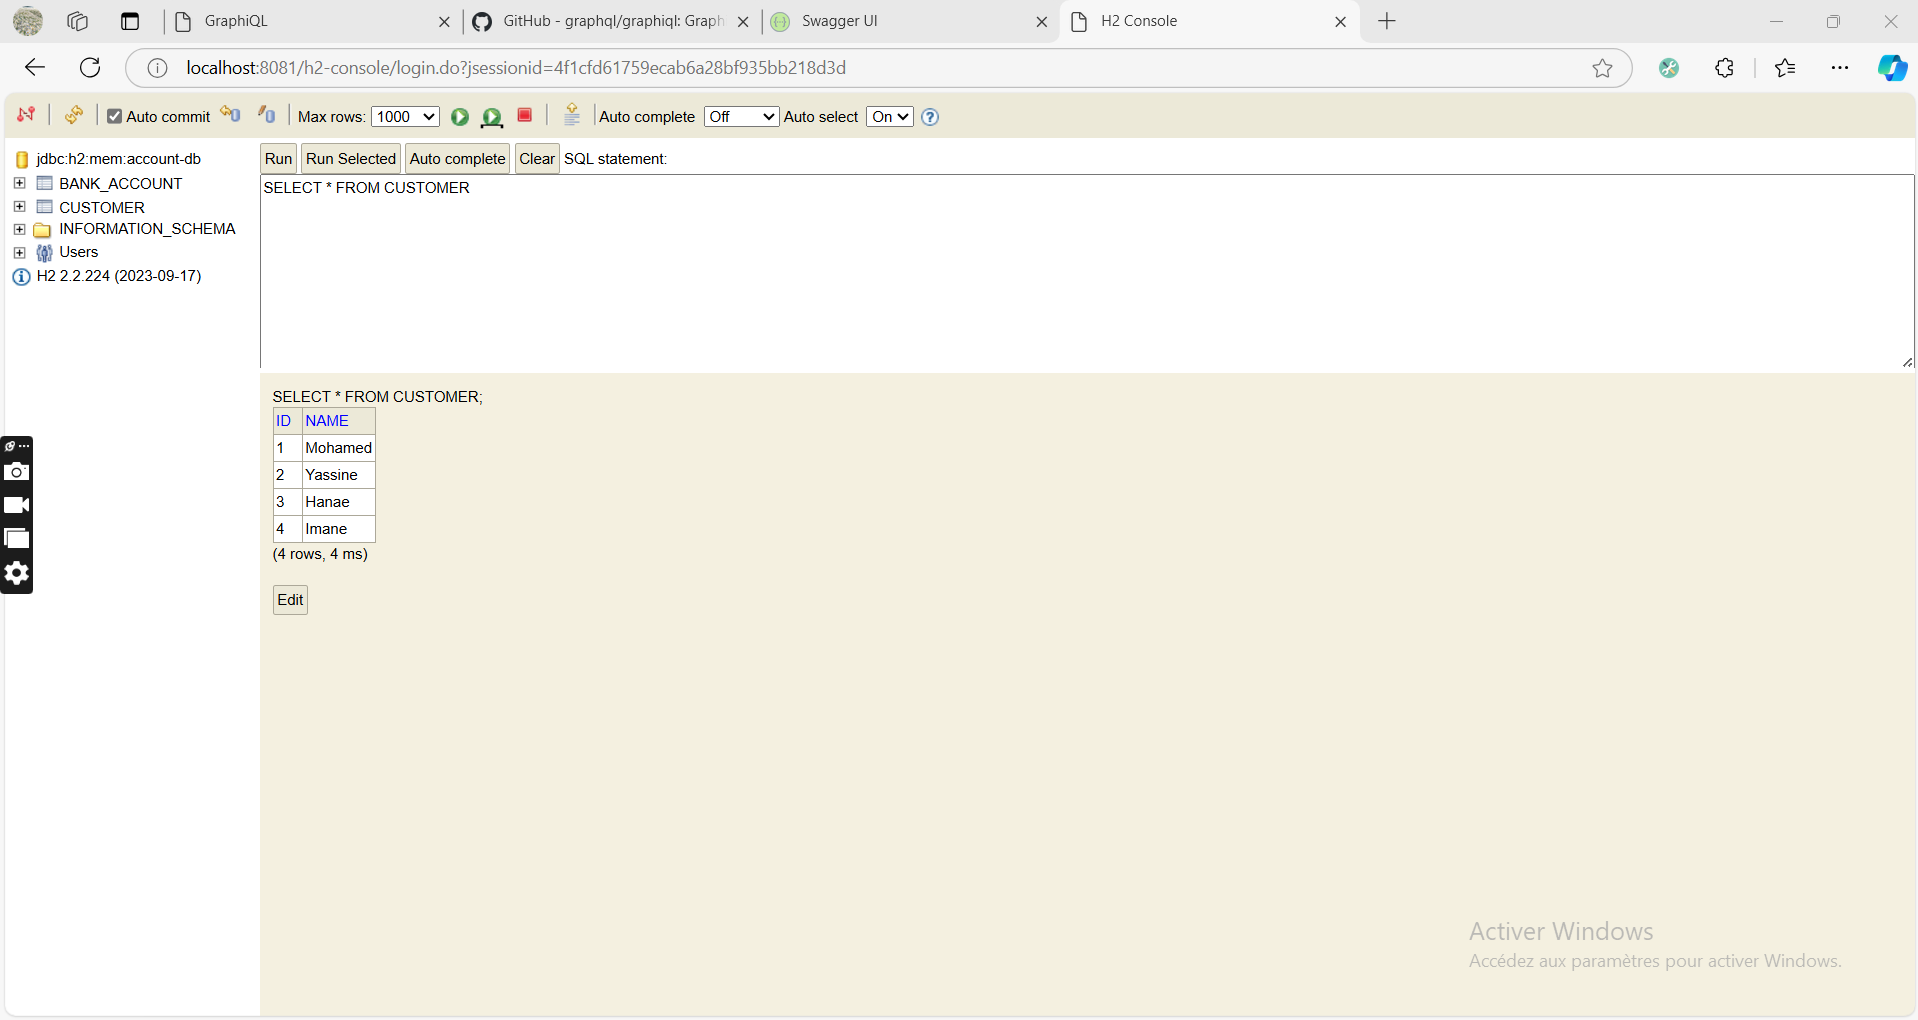 GraphiQL
GitHub - graphql/graphiql: Graph
Swagger UI
H2 Console
localhost:8081/h2-console/login.do?jsessionid=4f1cfd61759ecab6a28bf935bb218d3d
Auto commit
Max rows: 1000
Auto complete Off
Auto select On
jdbc:h2:mem:account-db
BANK_ACCOUNT
CUSTOMER
INFORMATION_SCHEMA
Users
H2 2.2.224 (2023-09-17)
Run Run Selected Auto complete Clear SQL statement:
SELECT * FROM CUSTOMER
SELECT * FROM CUSTOMER;
ID NAME
1 Mohamed
2 Yassine
3 Hanae
4 Imane
(4 rows, 4 ms)
Edit
Activer Windows
Accédez aux paramètres pour activer Windows.